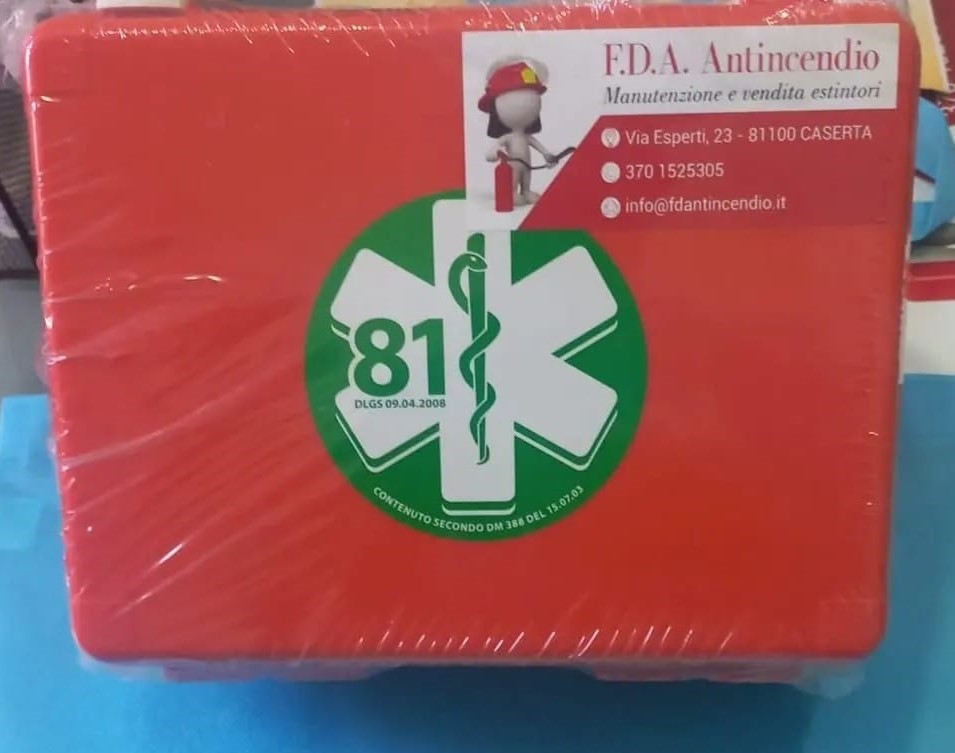 F.D.A. Antincendio
Manutenzione e vendita estintori
Via Esperti, 23 - 81100 CASERTA
370 1525305
info@fdantincendio.it
81
DLGS 09.04.2008
CONTENUTO SECONDO DM 388 DEL 15.07.03